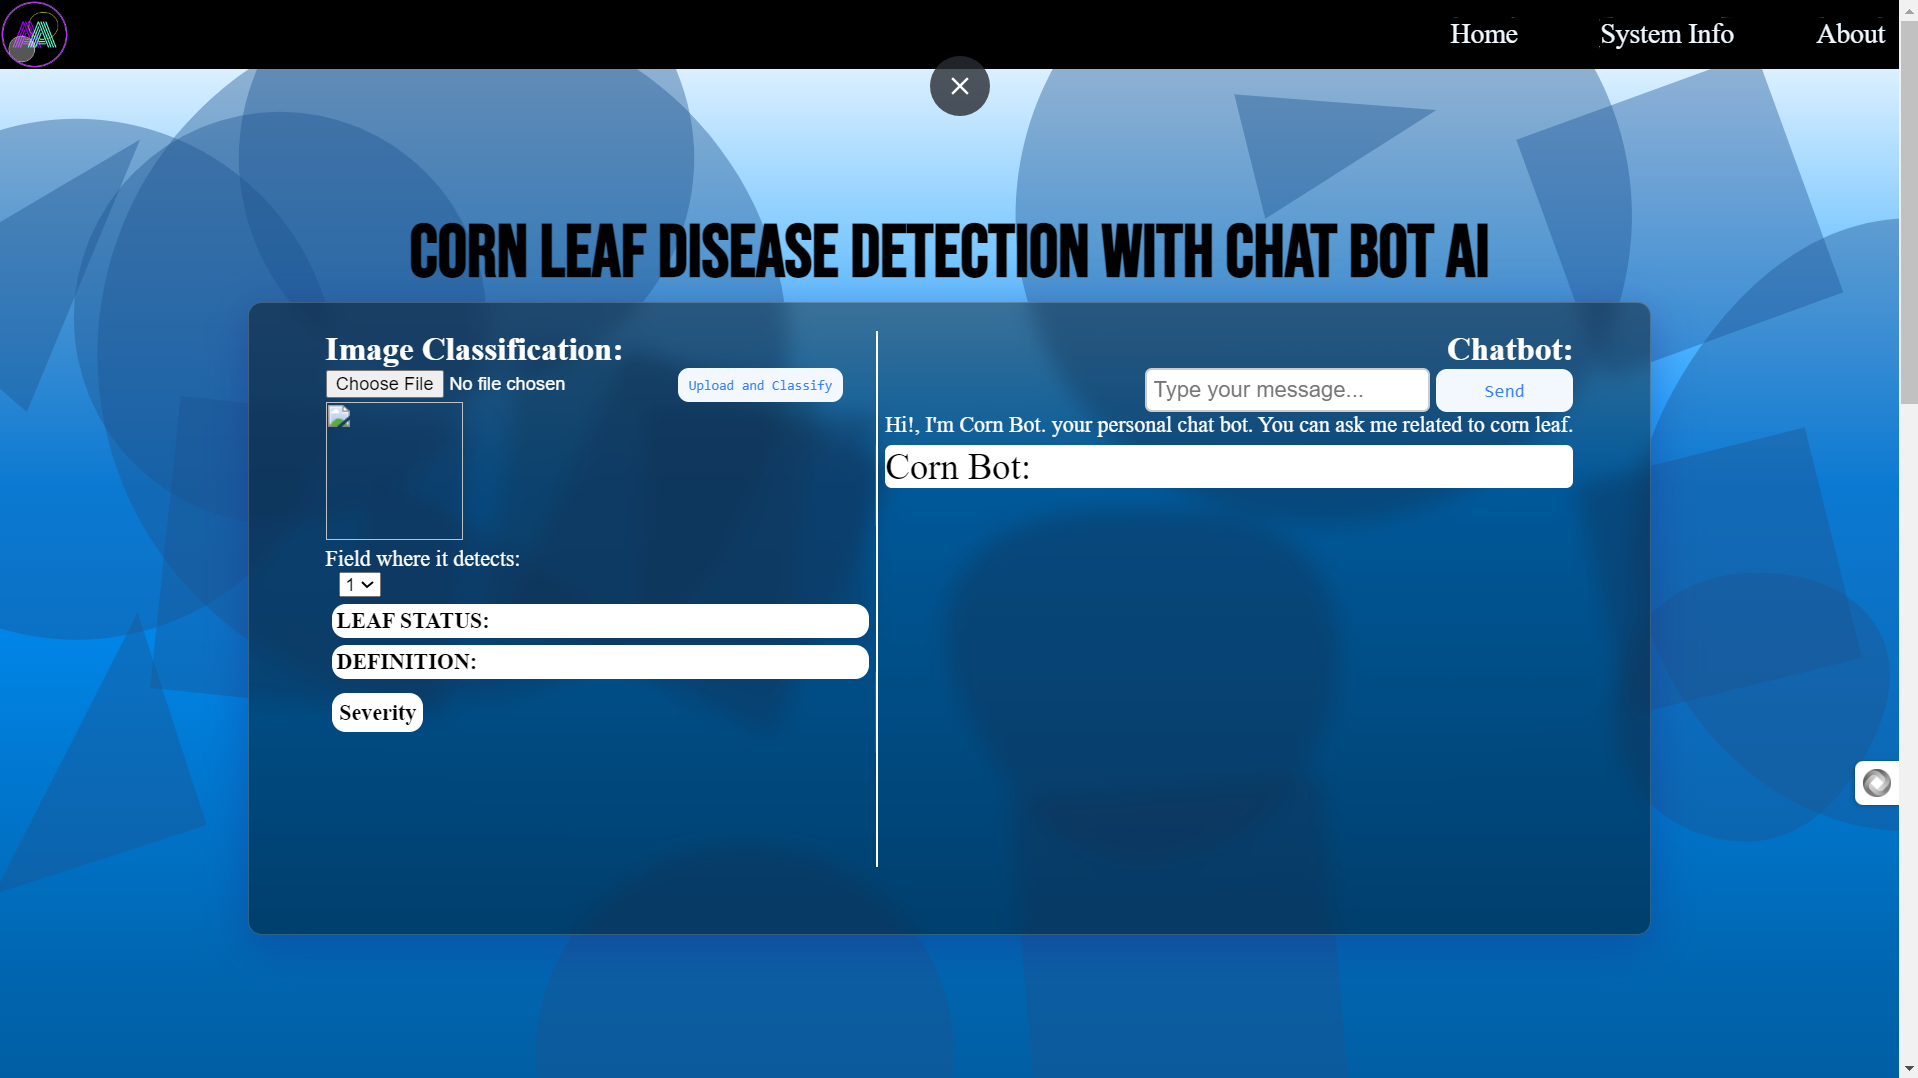 Home System Info About
CORN LEAF DISEASE DETECTION WITH CHAT BOT AI
Image Classification:
Choose File No file chosen Upload and Classify
Field where it detects:
1
LEAF STATUS:
DEFINITION:
Severity
Chatbot:
Type your message... Send
Hi!, I'm Corn Bot. your personal chat bot. You can ask me related to corn leaf.
Corn Bot: